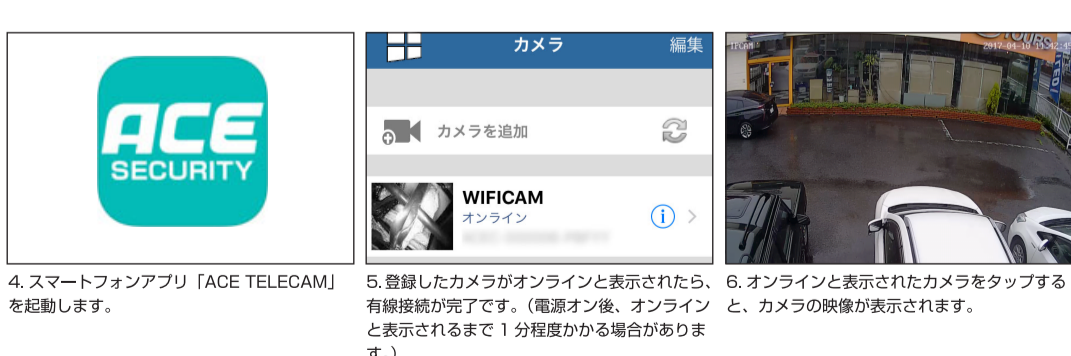 ACE
SECURITY
カメラ
編集
カメラを追加
WIFICAM
オンライン
IPCAM
TOURS
4. スマートフォンアプリ「ACE TELECAM」
を起動します。
5. 登録したカメラがオンラインと表示されたら、
有線接続が完了です。（電源オン後、オンライン
と表示されるまで 1 分程度かかる場合がありま
す。）
6. オンラインと表示されたカメラをタップする
と、カメラの映像が表示されます。